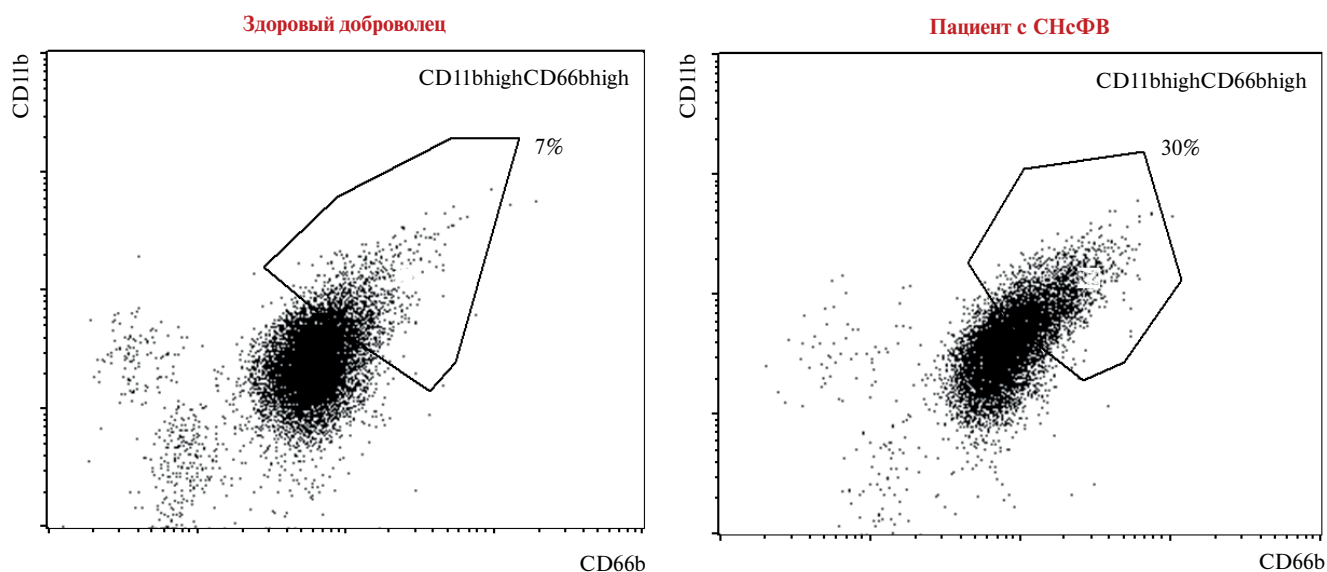 Здоровый доброволец
CD11b
CD11bhighCD66bhigh
7%
CD66b
Пациент с СНсФВ
CD11b
CD11bhighCD66bhigh
30%
CD66b